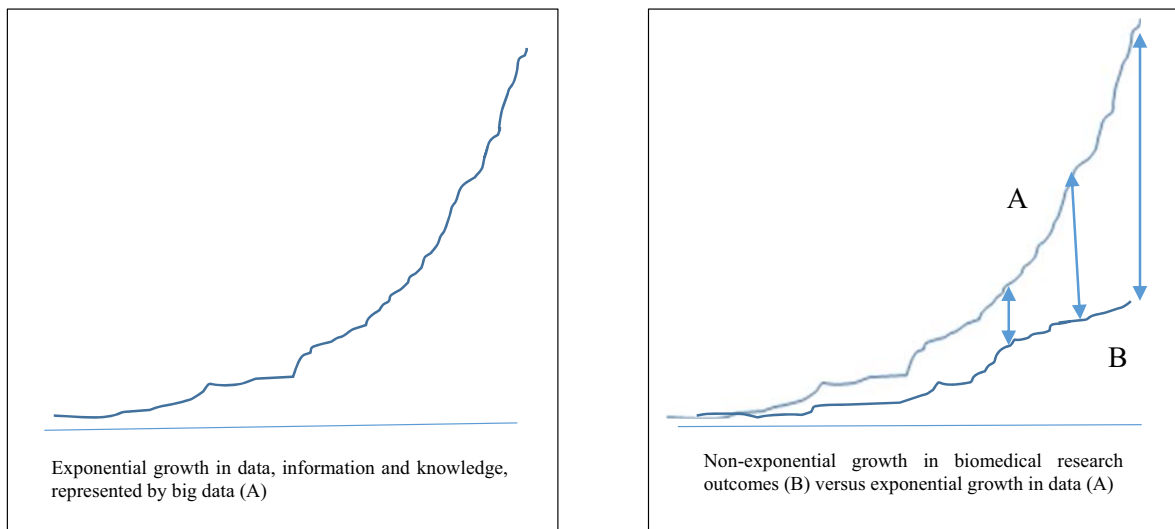 Exponential growth in data, information and knowledge,
represented by big data (A)
A
B
Non-exponential growth in biomedical research
outcomes (B) versus exponential growth in data (A)